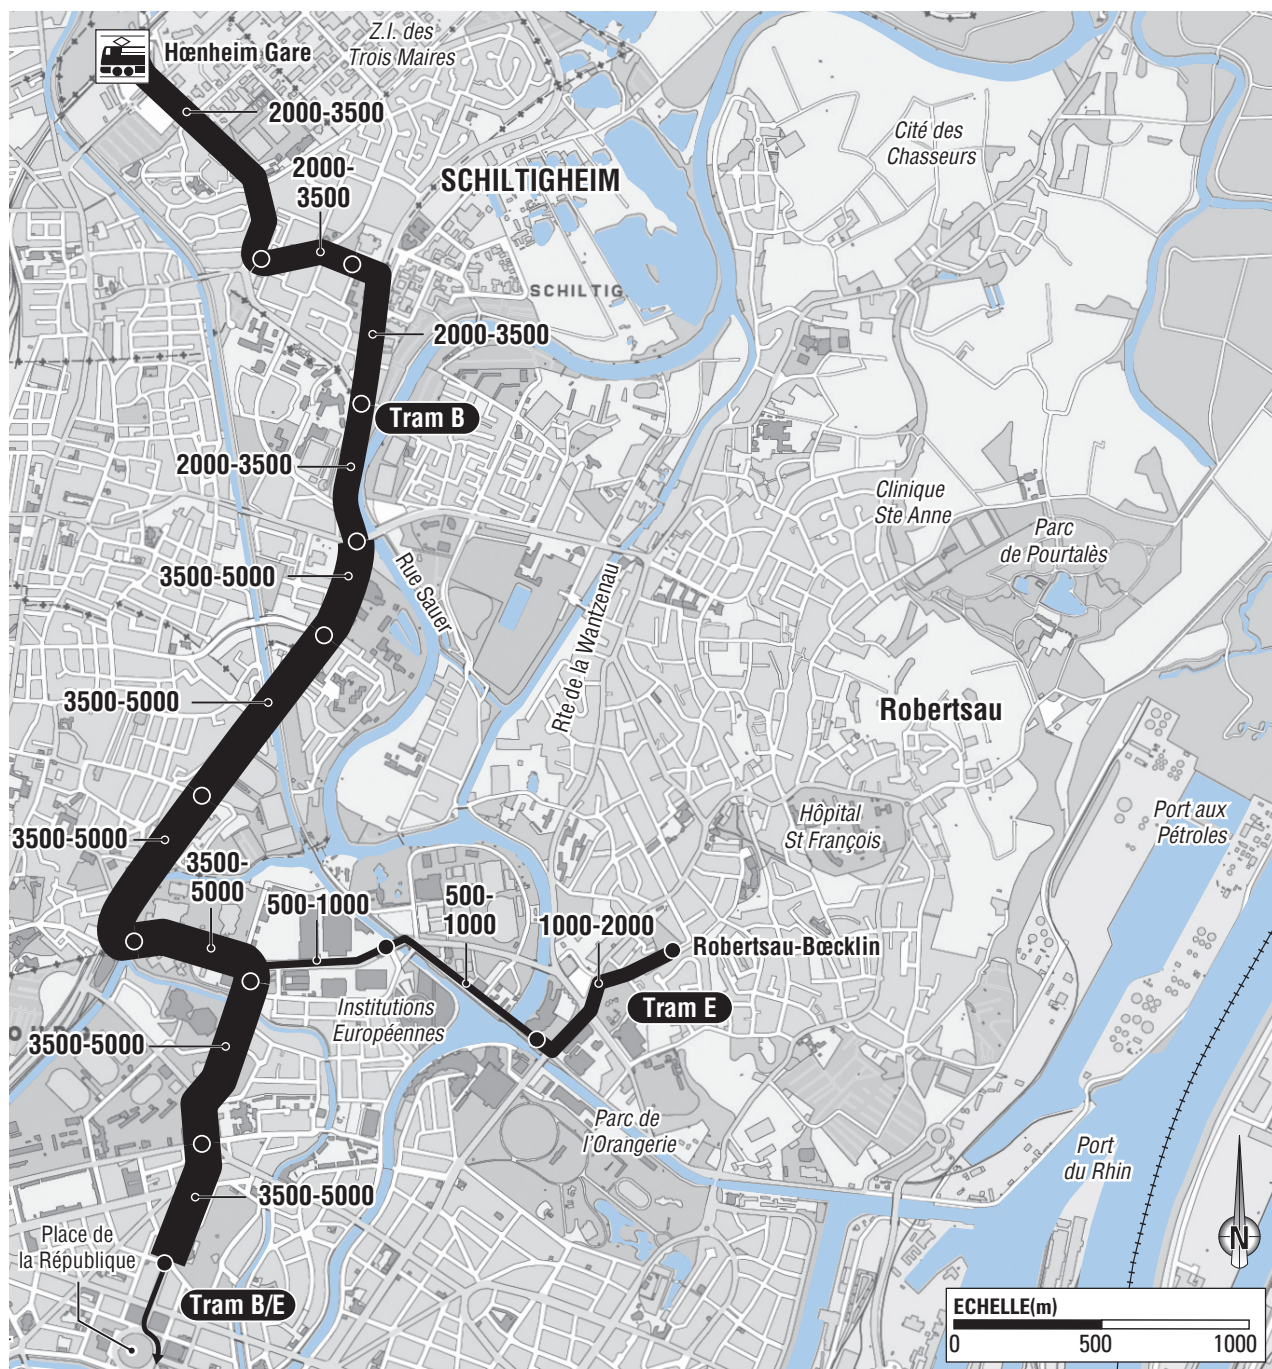 Z.I. des
Trois Maires
Hœnheim Gare
2000-3500
Cité des
Chasseurs
2000-
3500
SCHILTIGHEIM
SCHILTIG
2000-3500
Tram B
2000-3500
Clinique
Ste Anne
Parc
de Pourtalès
3500-5000
Rue Sauer
Rte de la Wantzenau
3500-5000
Robertsau
Port aux
Pétroles
Hôpital
St François
3500-5000
3500-
5000
500-1000
500-
1000
1000-2000
Robertsau-Bœcklin
Tram E
Institutions
Européennes
3500-5000
Parc de
l'Orangerie
Port
du Rhin
3500-5000
Place de
la République
N
Tram B/E
ECHELLE(m)
0 500 1000